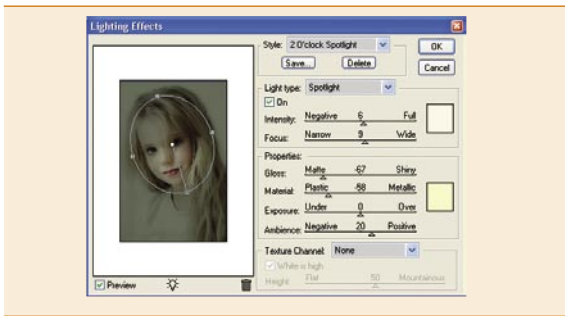 Lighting Effects
Style: 2 O'clock Spotlight
OK
Save... Delete
Cancel
Light type: Spotlight
On
Intensity: Negative 6 Full
Focus: Narrow 9 Wide
Properties:
Gloss: Matte -67 Shiny
Material: Plastic -58 Metallic
Exposure: Under 0 Over
Ambience: Negative 20 Positive
Texture Channel: None
White is high
Height: Flat 50 Mountainous
Preview